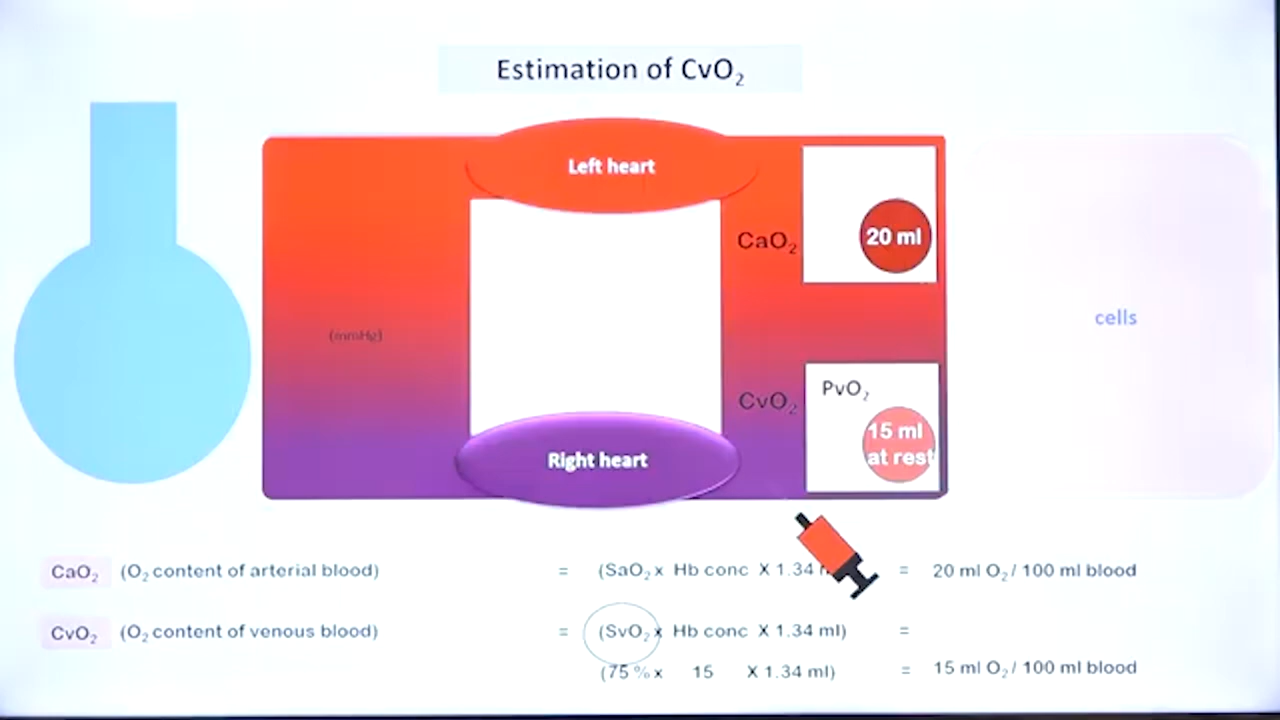 Estimation of CvO₂
Left heart
CaO₂
20 ml
(mmHg)
cells
CvO₂
PvO₂
15 ml
at rest
Right heart
CaO₂ (O₂ content of arterial blood) = (SaO₂ x Hb conc X 1.34 = 20 ml O₂ / 100 ml blood
CvO₂ (O₂ content of venous blood) = (SvO₂ x Hb conc X 1.34 ml) =
(75 % x 15 X 1.34 ml) = 15 ml O₂ / 100 ml blood